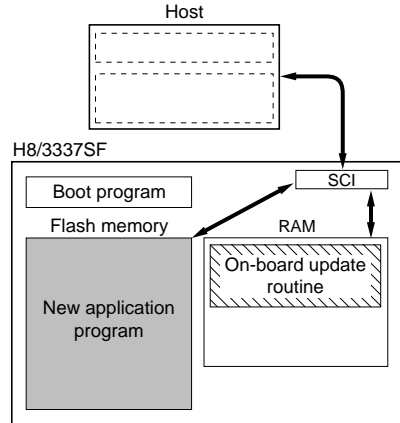 Host
H8/3337SF
SCI
Boot program
Flash memory
RAM
On-board update
routine
New application
program